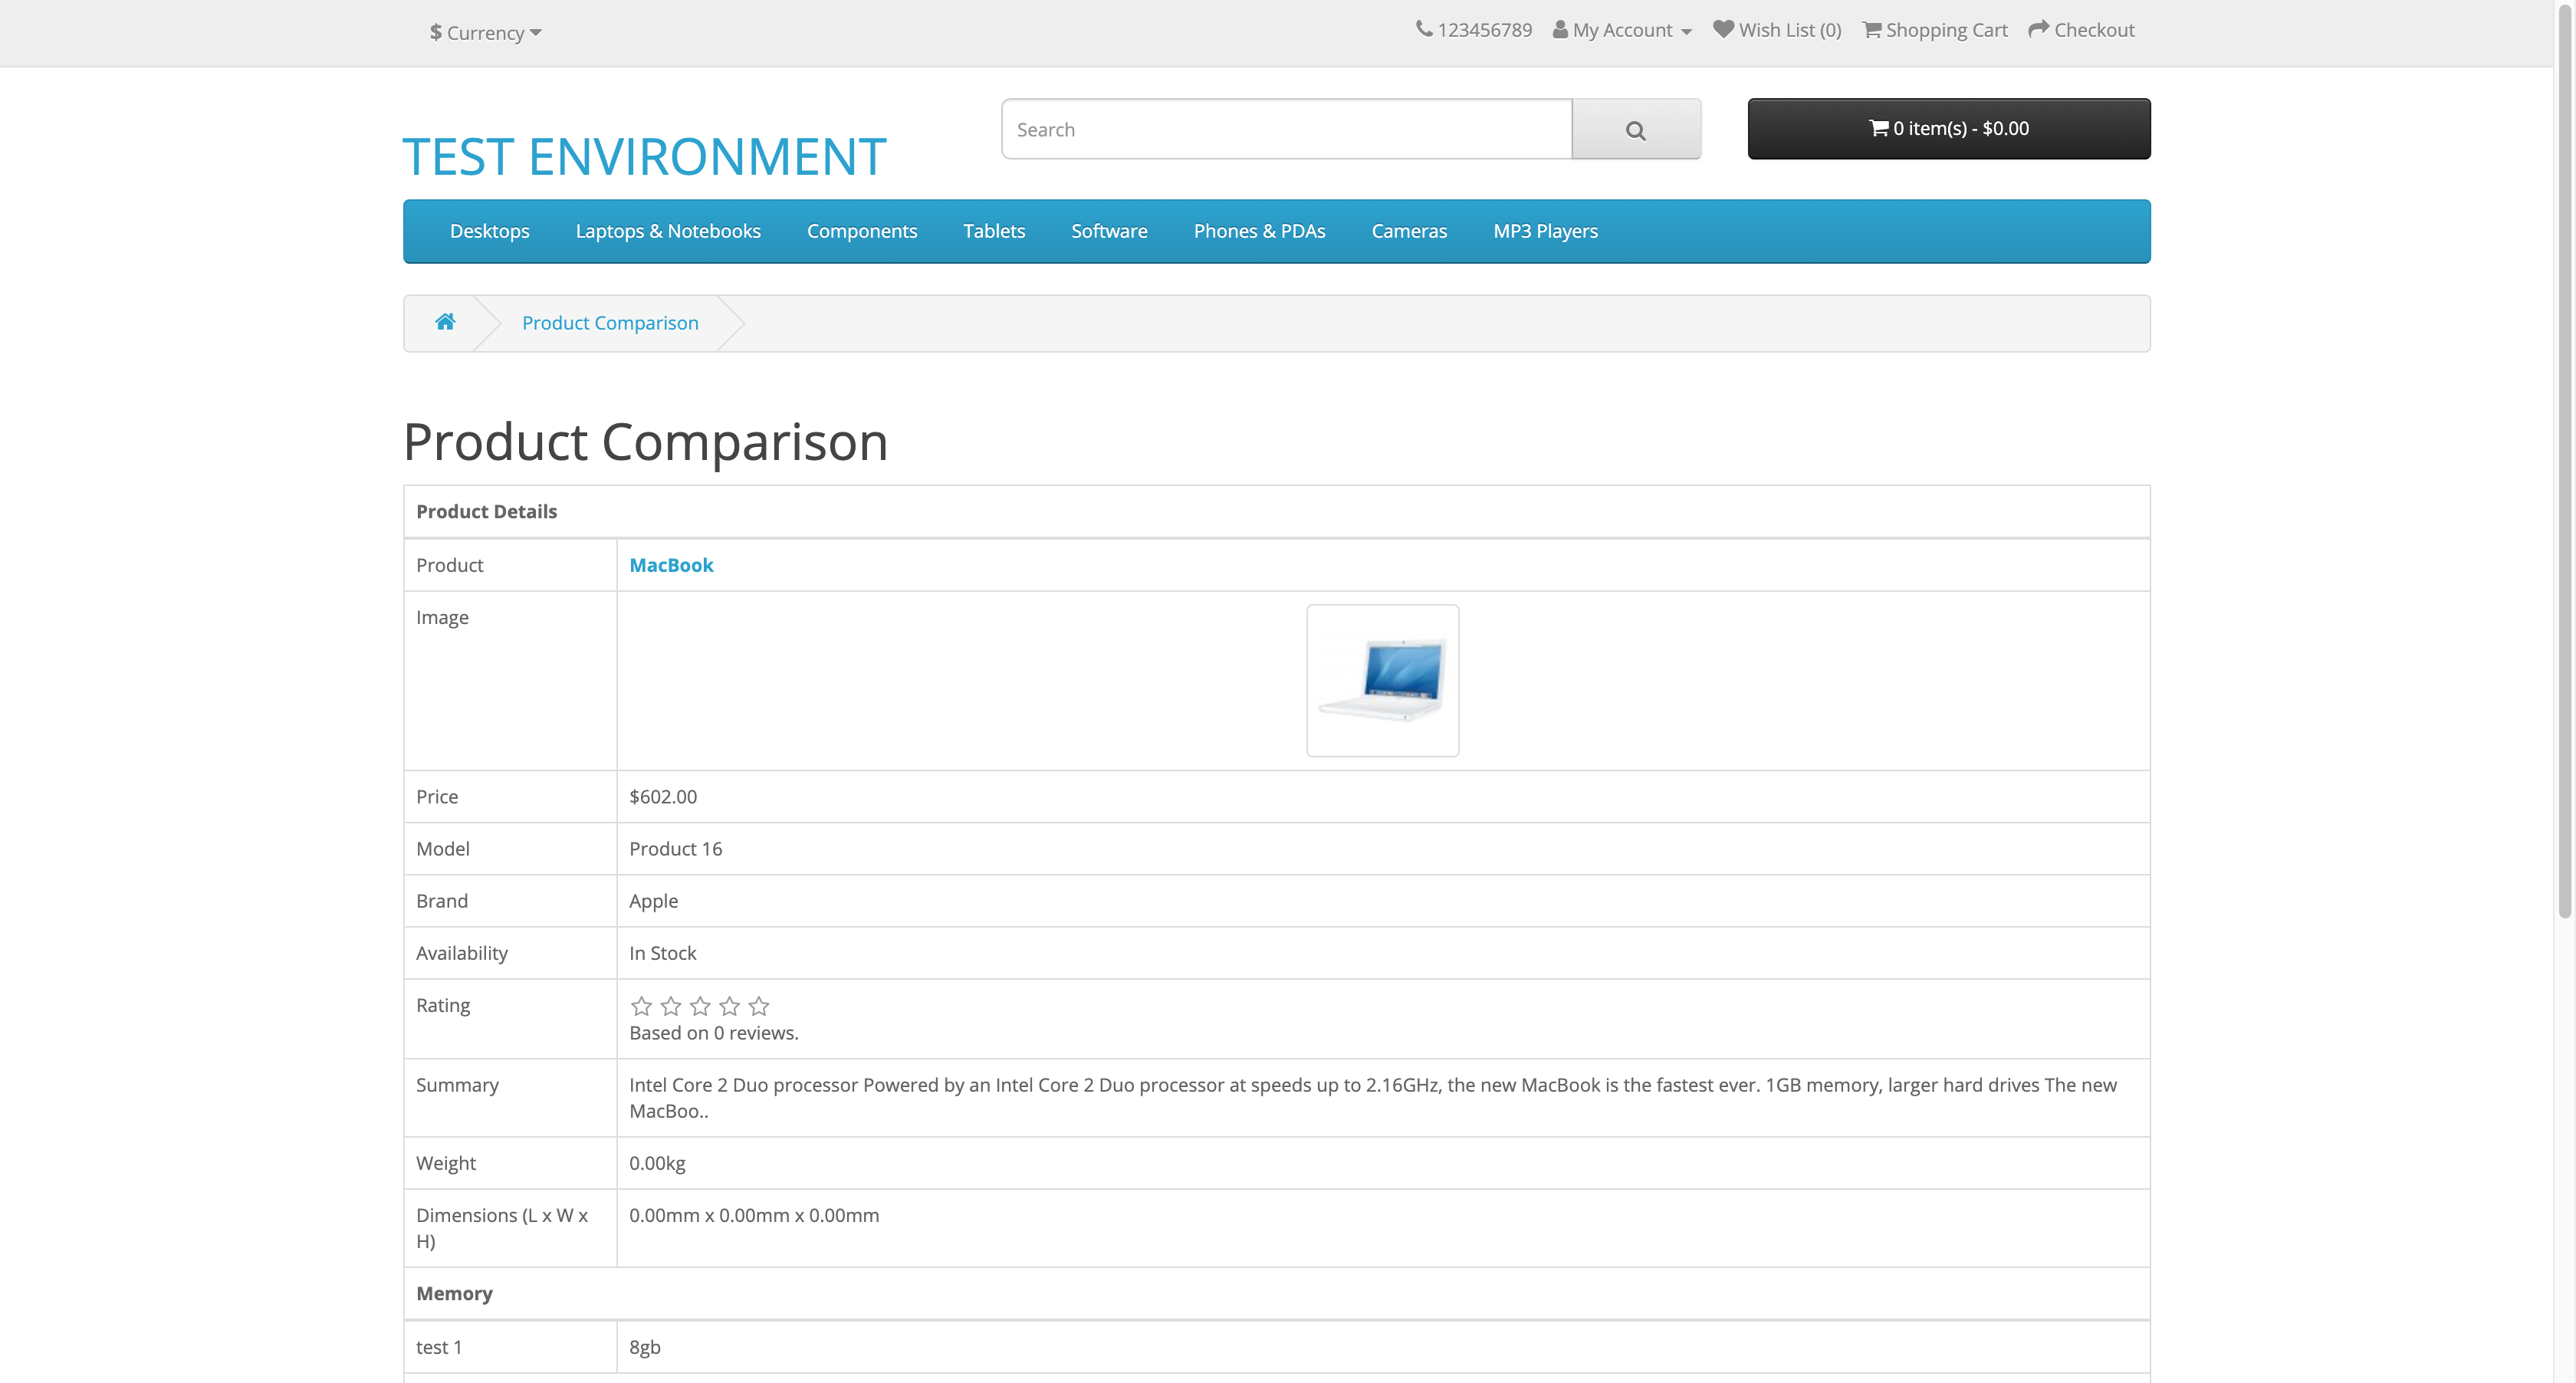 $ Currency
123456789 My Account Wish List (0) Shopping Cart Checkout
TEST ENVIRONMENT
Search
0 item(s) - $0.00
Desktops Laptops & Notebooks Components Tablets Software Phones & PDAs Cameras MP3 Players
Product Comparison
Product Comparison
Product Details
Product MacBook
Image
Price $602.00
Model Product 16
Brand Apple
Availability In Stock
Rating
Based on 0 reviews.
Summary Intel Core 2 Duo processor Powered by an Intel Core 2 Duo processor at speeds up to 2.16GHz, the new MacBook is the fastest ever. 1GB memory, larger hard drives The new
MacBoo..
Weight 0.00kg
Dimensions (L x W x 0.00mm x 0.00mm x 0.00mm
H)
Memory
test 1 8gb